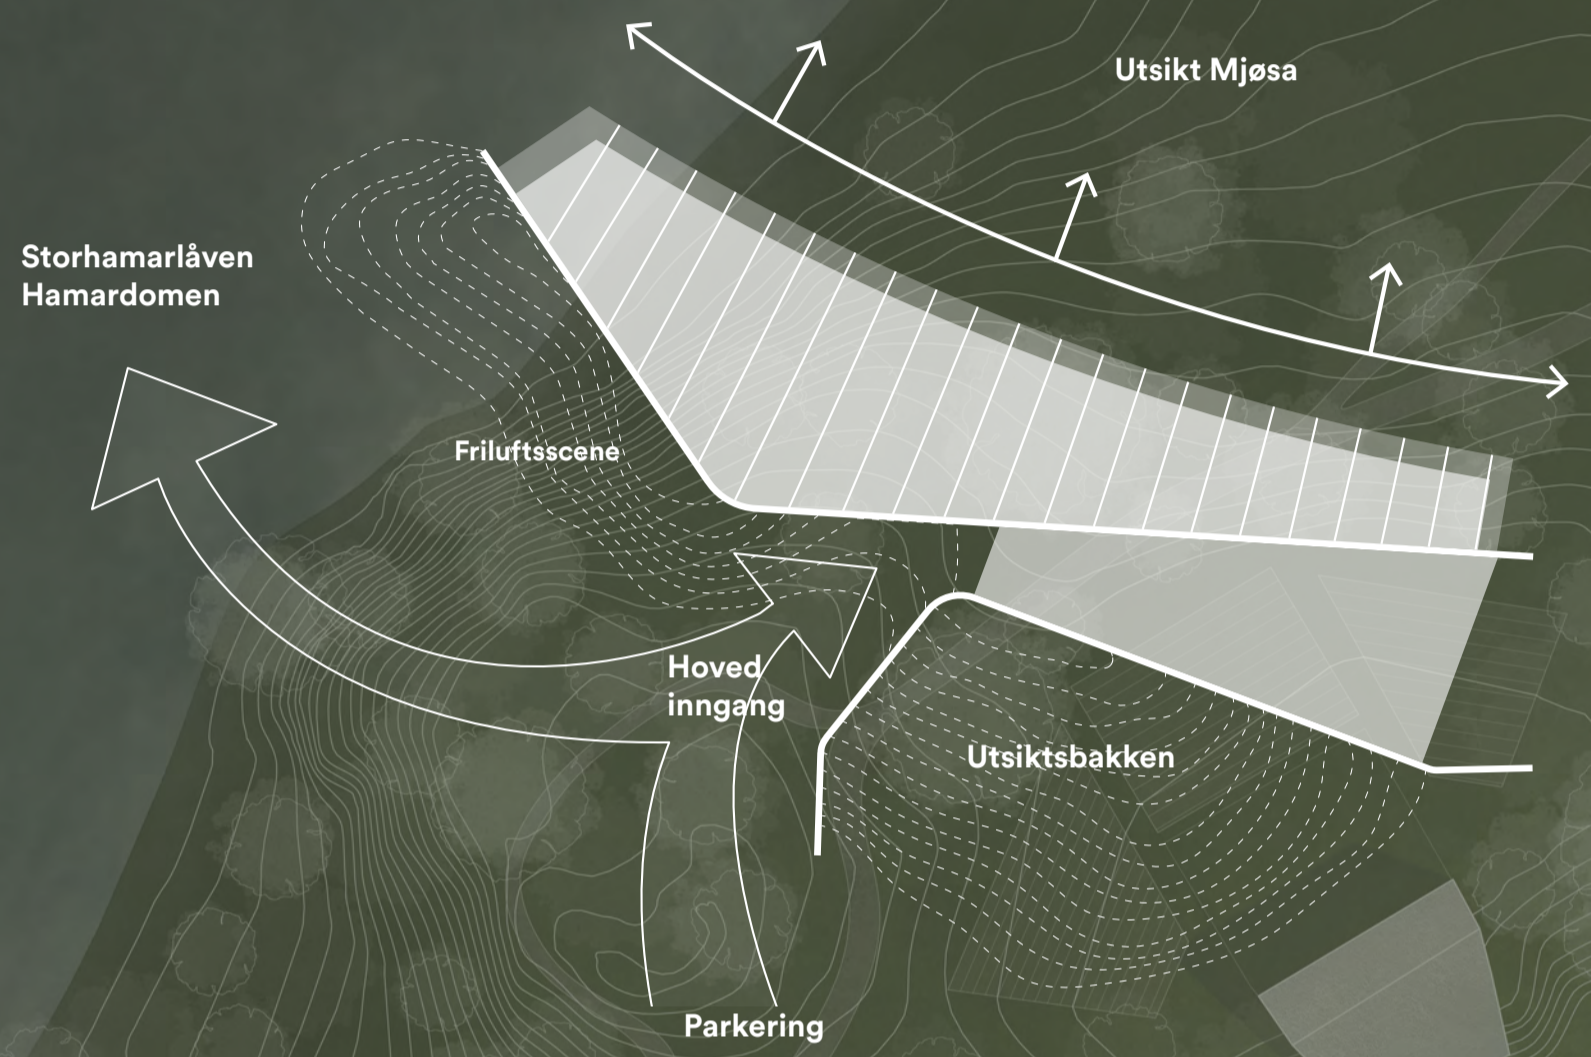 Utsikt Mjøsa
Storhamarlåven
Hamardomen
Friluftsscene
Hoved
inngang
Utsiktsbakken
Parkering